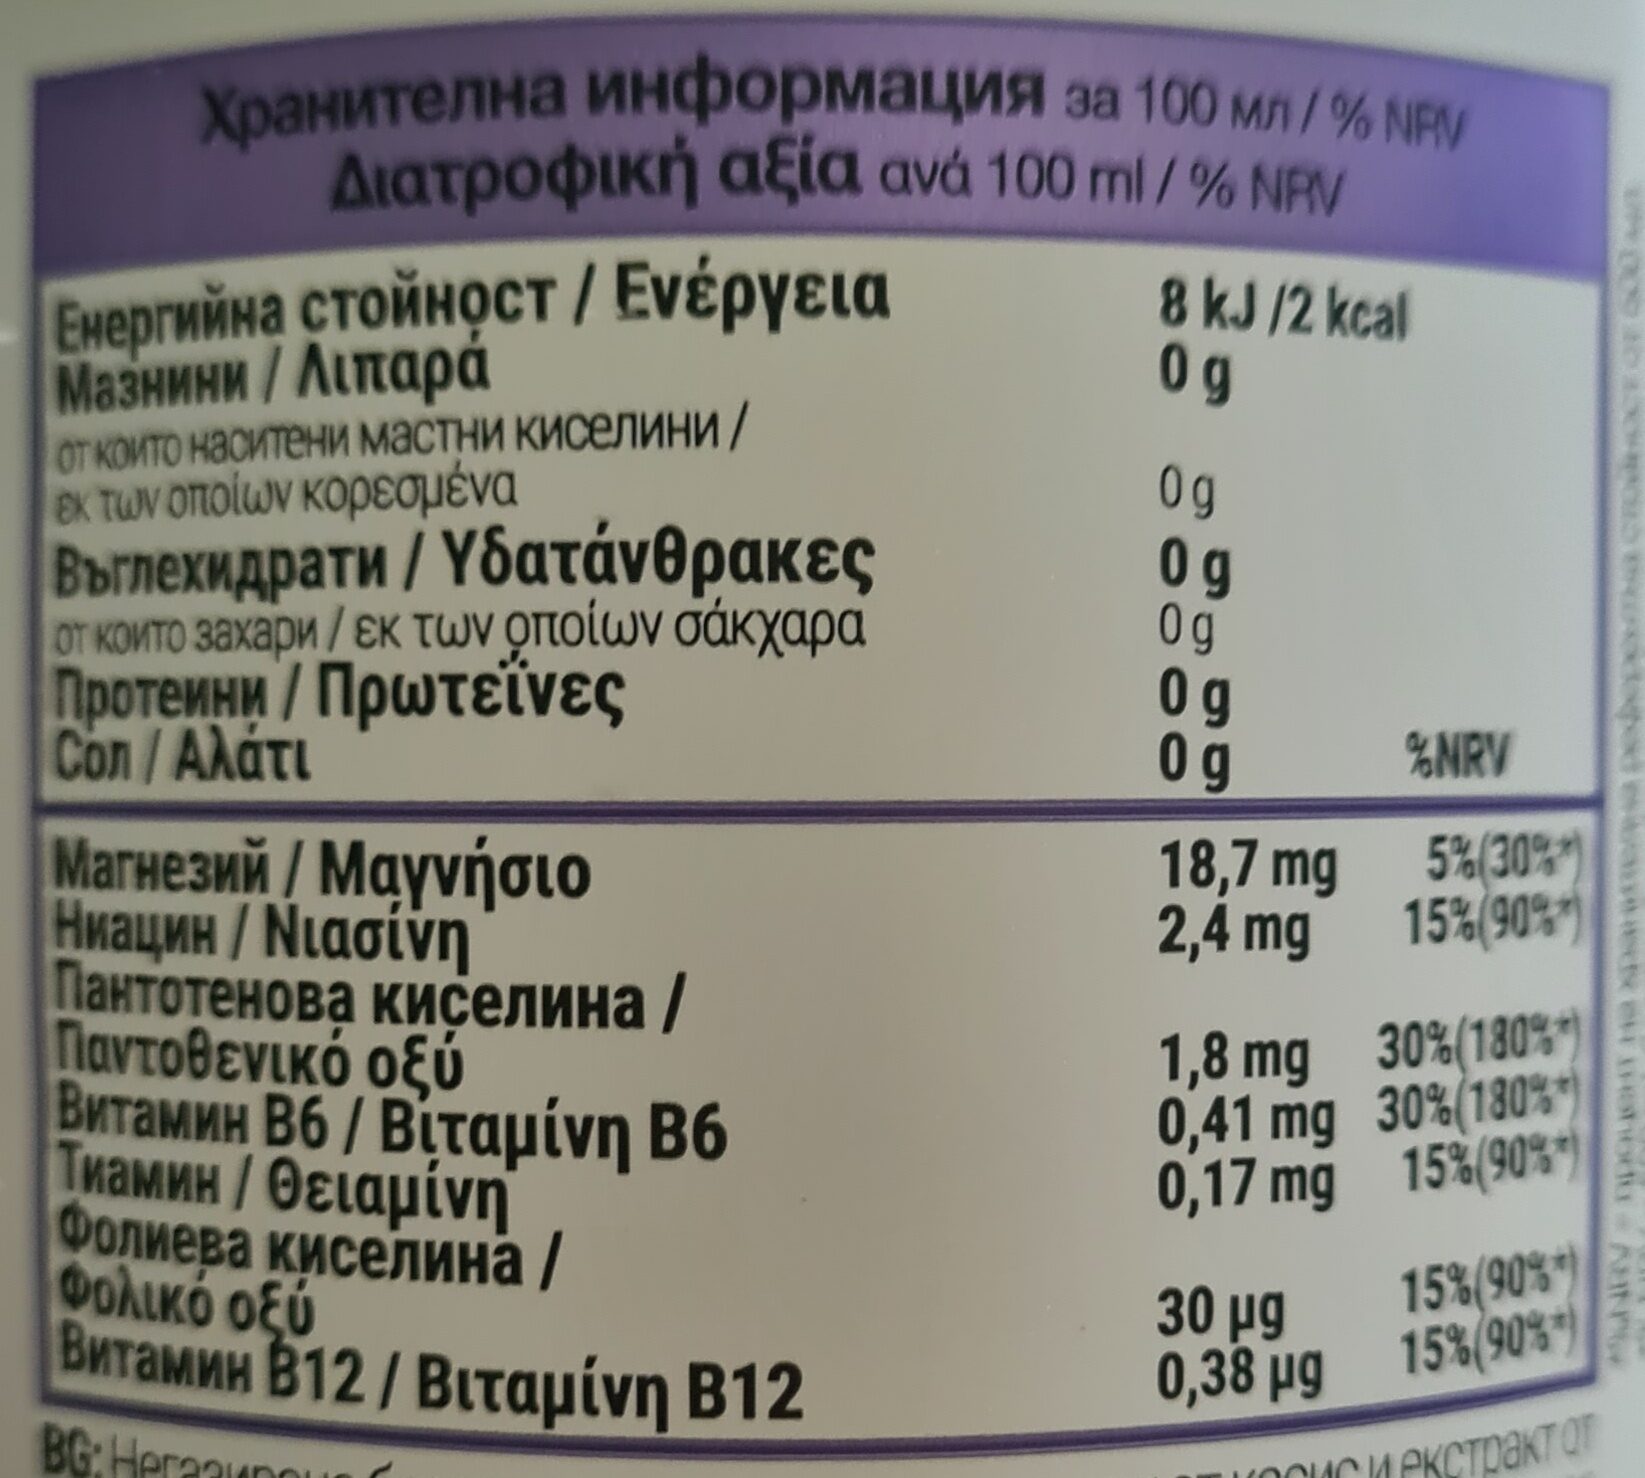 Хранителна информация за 100 мл / % NRV
Διατροφική αξία ανά 100 ml / % NRV
Енергийна стойност / Ενέργεια 8 kJ /2 kcal
Мазнини / Λιπαρά 0 g
от които наситени мастни киселини /
εκ των οποίων κορεσμένα 0 g
Въглехидрати / Υδατάνθρακες 0 g
от които захари / εκ των οποίων σάκχαρα 0 g
Протеини / Πρωτεΐνες 0 g
Сол / Αλάτι 0 g %NRV
Магнезий / Μαγνήσιο 18,7 mg 5%(30%*)
Ниацин / Νιασίνη 2,4 mg 15%(90%*)
Пантотенова киселина /
Παντοθενικό οξύ 1,8 mg 30%(180%*)
Витамин B6 / Βιταμίνη B6 0,41 mg 30%(180%*)
Тиамин / Θειαμίνη 0,17 mg 15%(90%*)
Фолиева киселина /
Φολικό οξύ 30 µg 15%(90%*)
Витамин B12 / Βιταμίνη B12 0,38 µg 15%(90%*)
BG: и екстракт от